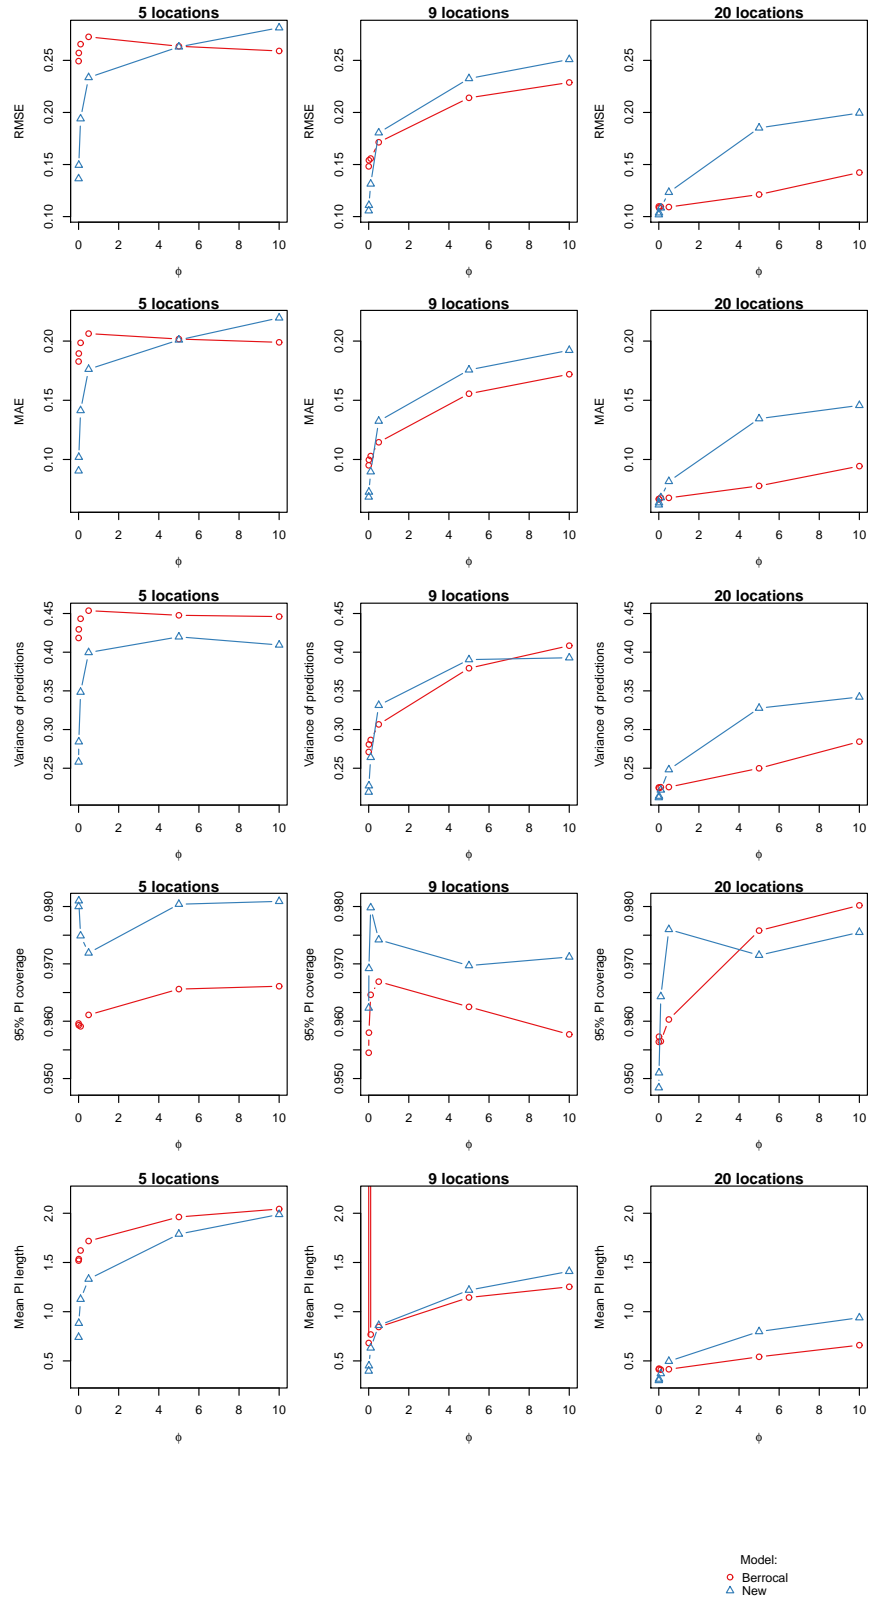 5 locations
9 locations
20 locations
RMSE
0.10 0.15 0.20 0.25
0 2 4 6 8 10
ϕ
RMSE
0.10 0.15 0.20 0.25
0 2 4 6 8 10
ϕ
RMSE
0.10 0.15 0.20 0.25
0 2 4 6 8 10
ϕ
5 locations
9 locations
20 locations
MAE
0.10 0.15 0.20
0 2 4 6 8 10
ϕ
MAE
0.10 0.15 0.20
0 2 4 6 8 10
ϕ
MAE
0.10 0.15 0.20
0 2 4 6 8 10
ϕ
5 locations
9 locations
20 locations
Variance of predictions
0.25 0.30 0.35 0.40 0.45
0 2 4 6 8 10
ϕ
Variance of predictions
0.25 0.30 0.35 0.40 0.45
0 2 4 6 8 10
ϕ
Variance of predictions
0.25 0.30 0.35 0.40 0.45
0 2 4 6 8 10
ϕ
5 locations
9 locations
20 locations
95% PI coverage
0.950 0.960 0.970 0.980
0 2 4 6 8 10
ϕ
95% PI coverage
0.950 0.960 0.970 0.980
0 2 4 6 8 10
ϕ
95% PI coverage
0.950 0.960 0.970 0.980
0 2 4 6 8 10
ϕ
5 locations
9 locations
20 locations
Mean PI length
0.5 1.0 1.5 2.0
0 2 4 6 8 10
ϕ
Mean PI length
0.5 1.0 1.5 2.0
0 2 4 6 8 10
ϕ
Mean PI length
0.5 1.0 1.5 2.0
0 2 4 6 8 10
ϕ
Model:
Berrocal
New